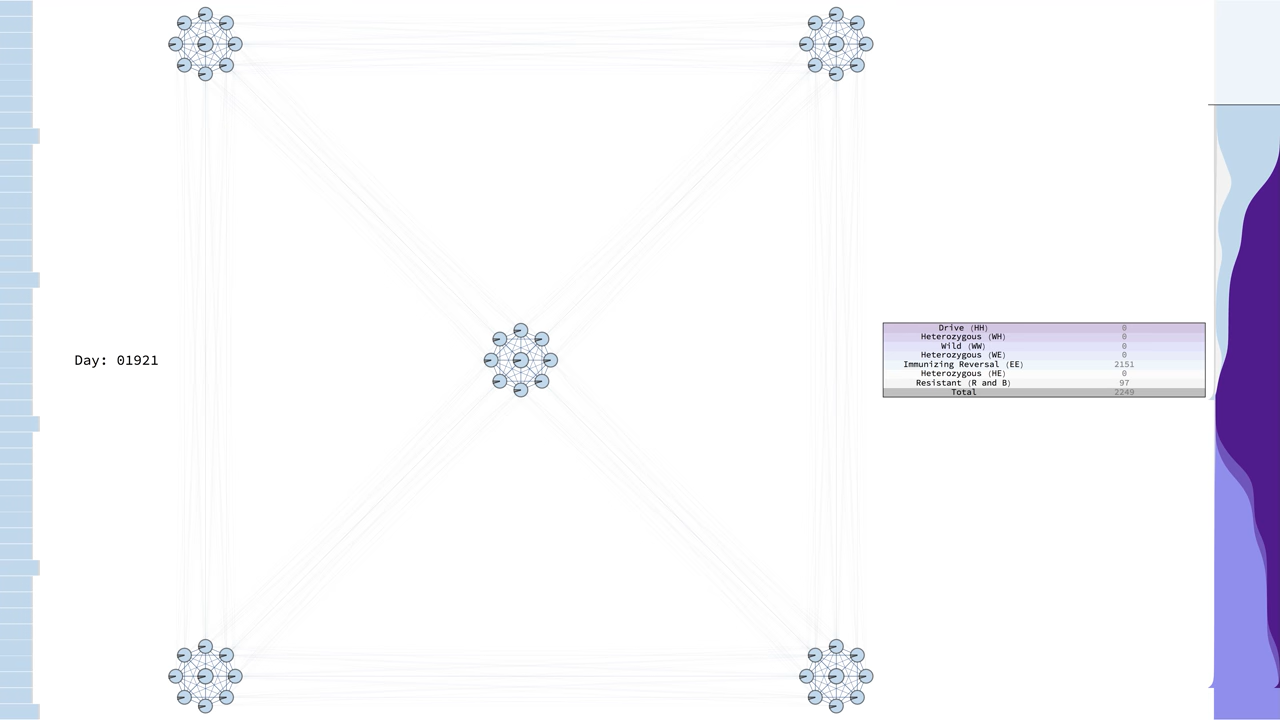 Day: 01921
Drive (HH) 0
Heterozygous (WH) 0
Wild (WW) 0
Heterozygous (WE) 0
Immunizing Reversal (EE) 2151
Heterozygous (HE) 0
Resistant (R and B) 97
Total 2249